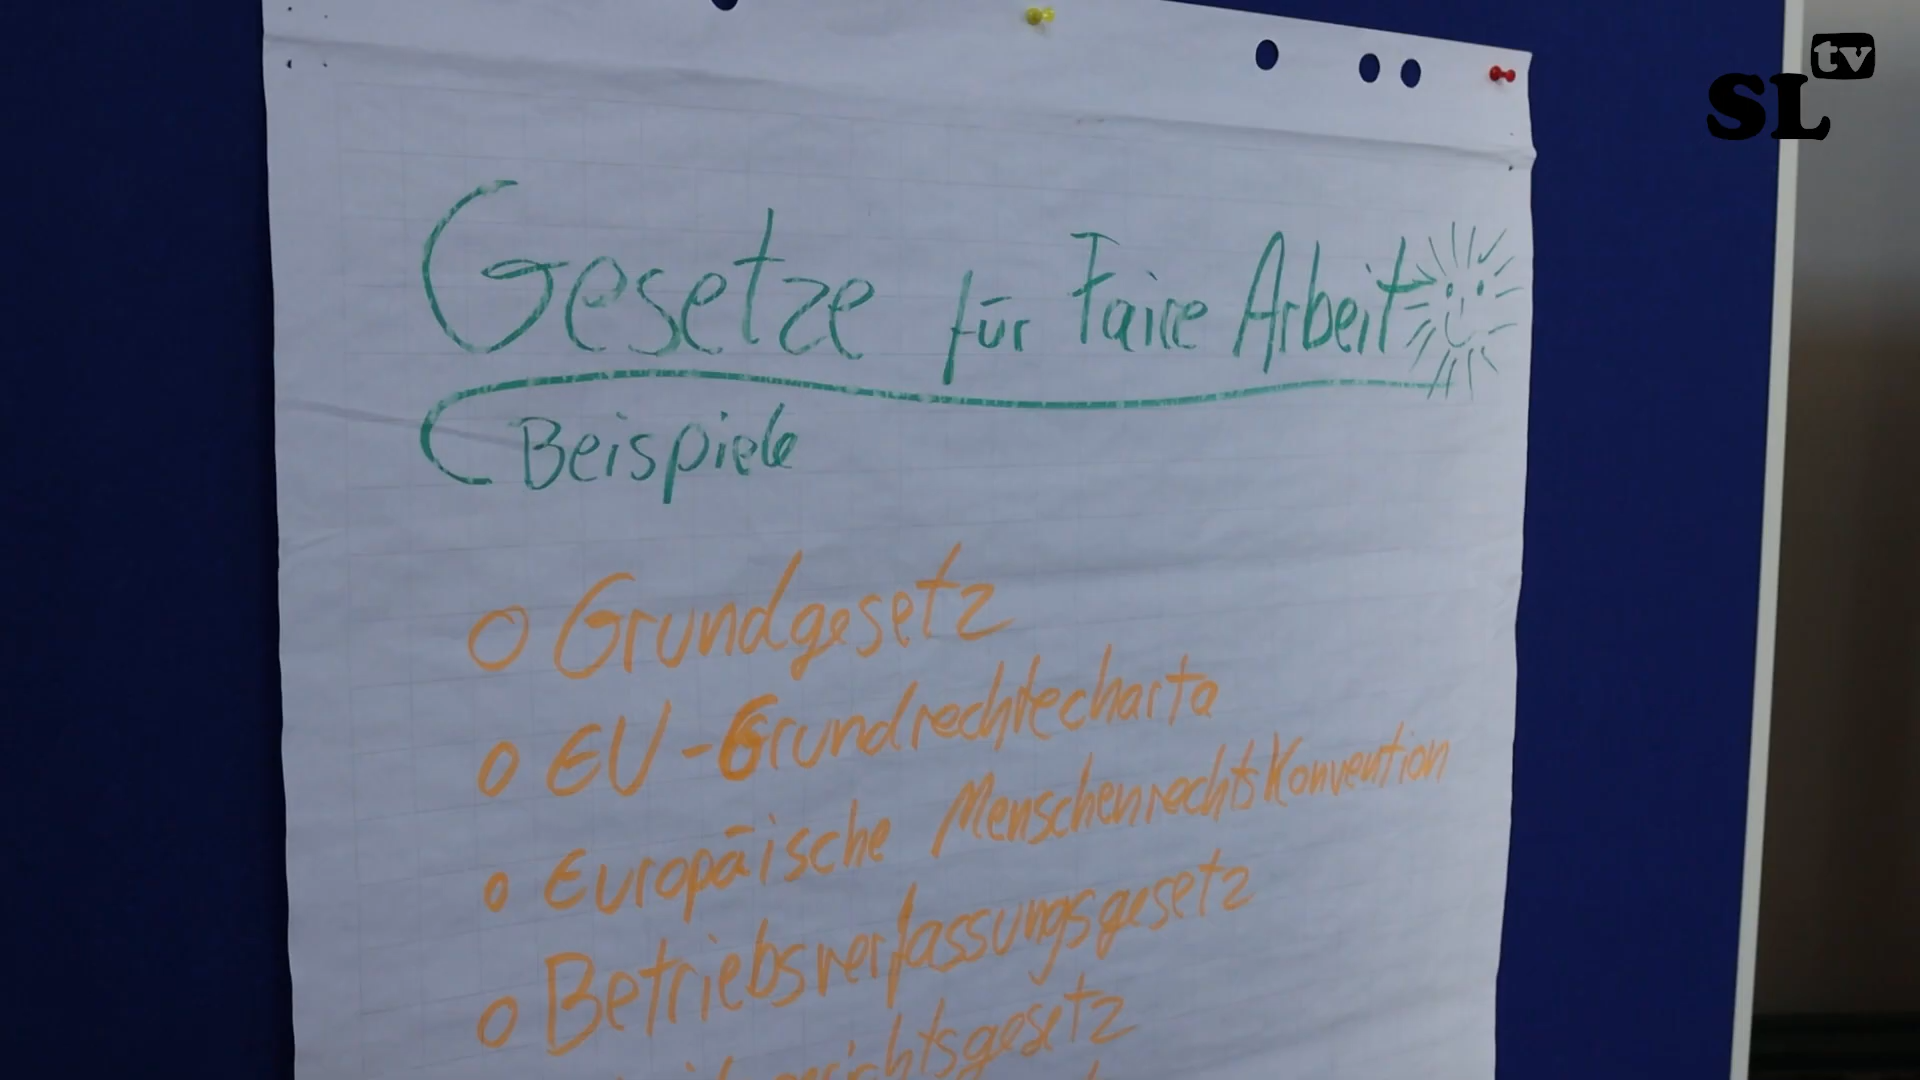 SL tv
Gesetze für Faire Arbeit
Beispiele
Grundgesetz
EU-Grundrechtecharta
Europäische Menschenrechtskonvention
Betriebsverfassungsgesetz